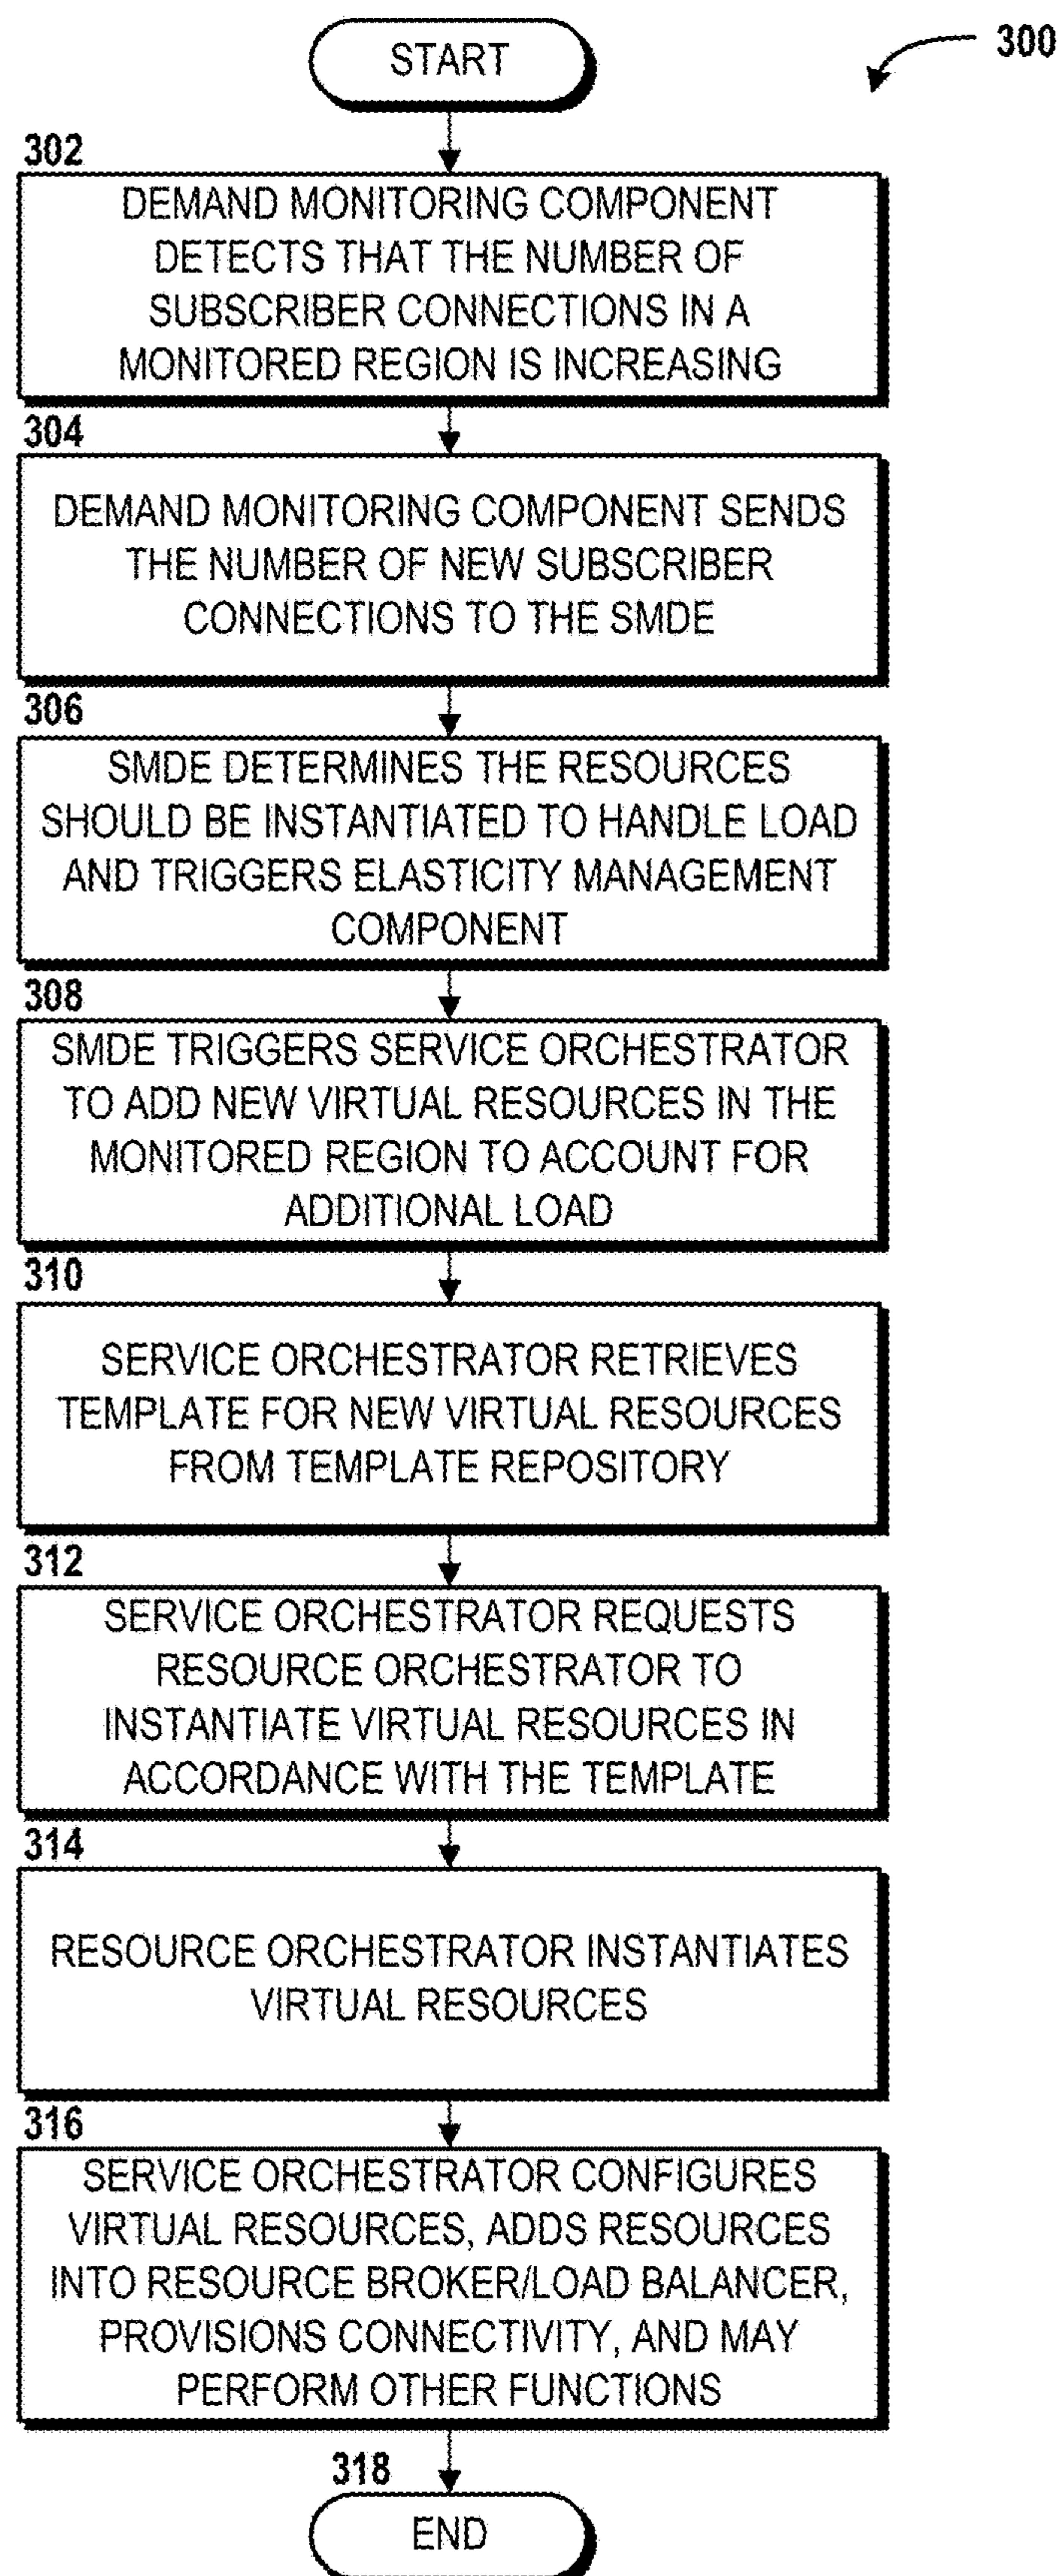 START
300
302
DEMAND MONITORING COMPONENT
DETECTS THAT THE NUMBER OF
SUBSCRIBER CONNECTIONS IN A
MONITORED REGION IS INCREASING
304
DEMAND MONITORING COMPONENT SENDS
THE NUMBER OF NEW SUBSCRIBER
CONNECTIONS TO THE SMDE
306
SMDE DETERMINES THE RESOURCES
SHOULD BE INSTANTIATED TO HANDLE LOAD
AND TRIGGERS ELASTICITY MANAGEMENT
COMPONENT
308
SMDE TRIGGERS SERVICE ORCHESTRATOR
TO ADD NEW VIRTUAL RESOURCES IN THE
MONITORED REGION TO ACCOUNT FOR
ADDITIONAL LOAD
310
SERVICE ORCHESTRATOR RETRIEVES
TEMPLATE FOR NEW VIRTUAL RESOURCES
FROM TEMPLATE REPOSITORY
312
SERVICE ORCHESTRATOR REQUESTS
RESOURCE ORCHESTRATOR TO
INSTANTIATE VIRTUAL RESOURCES IN
ACCORDANCE WITH THE TEMPLATE
314
RESOURCE ORCHESTRATOR INSTANTIATES
VIRTUAL RESOURCES
316
SERVICE ORCHESTRATOR CONFIGURES
VIRTUAL RESOURCES, ADDS RESOURCES
INTO RESOURCE BROKER/LOAD BALANCER,
PROVISIONS CONNECTIVITY, AND MAY
PERFORM OTHER FUNCTIONS
318
END